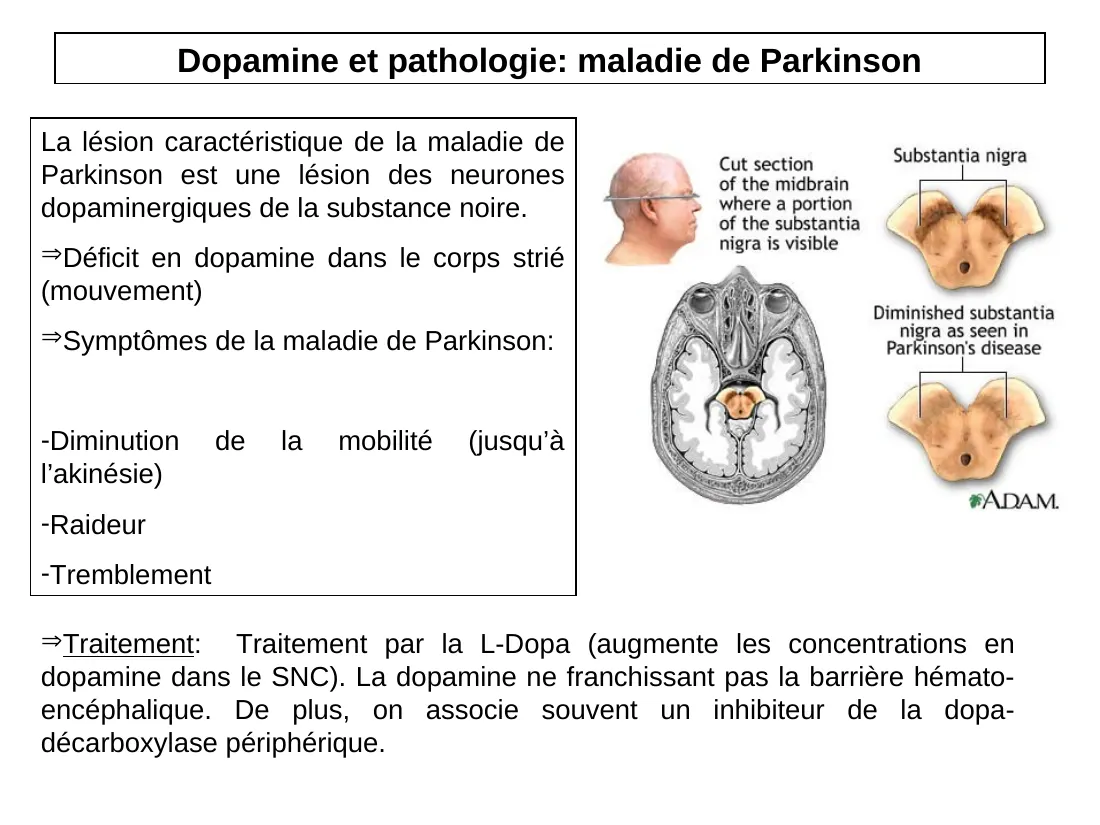 Dopamine et pathologie: maladie de Parkinson
La lésion caractéristique de la maladie de
Parkinson est une lésion des neurones
dopaminergiques de la substance noire.
⇒Déficit en dopamine dans le corps strié
(mouvement)
⇒Symptômes de la maladie de Parkinson:
-Diminution de la mobilité (jusqu’à
l’akinésie)
-Raideur
-Tremblement
Cut section
of the midbrain
where a portion
of the substantia
nigra is visible
Substantia nigra
Diminished substantia
nigra as seen in
Parkinson's disease
ADAM.
⇒Traitement: Traitement par la L-Dopa (augmente les concentrations en
dopamine dans le SNC). La dopamine ne franchissant pas la barrière hémato-
encéphalique. De plus, on associe souvent un inhibiteur de la dopa-
décarboxylase périphérique.